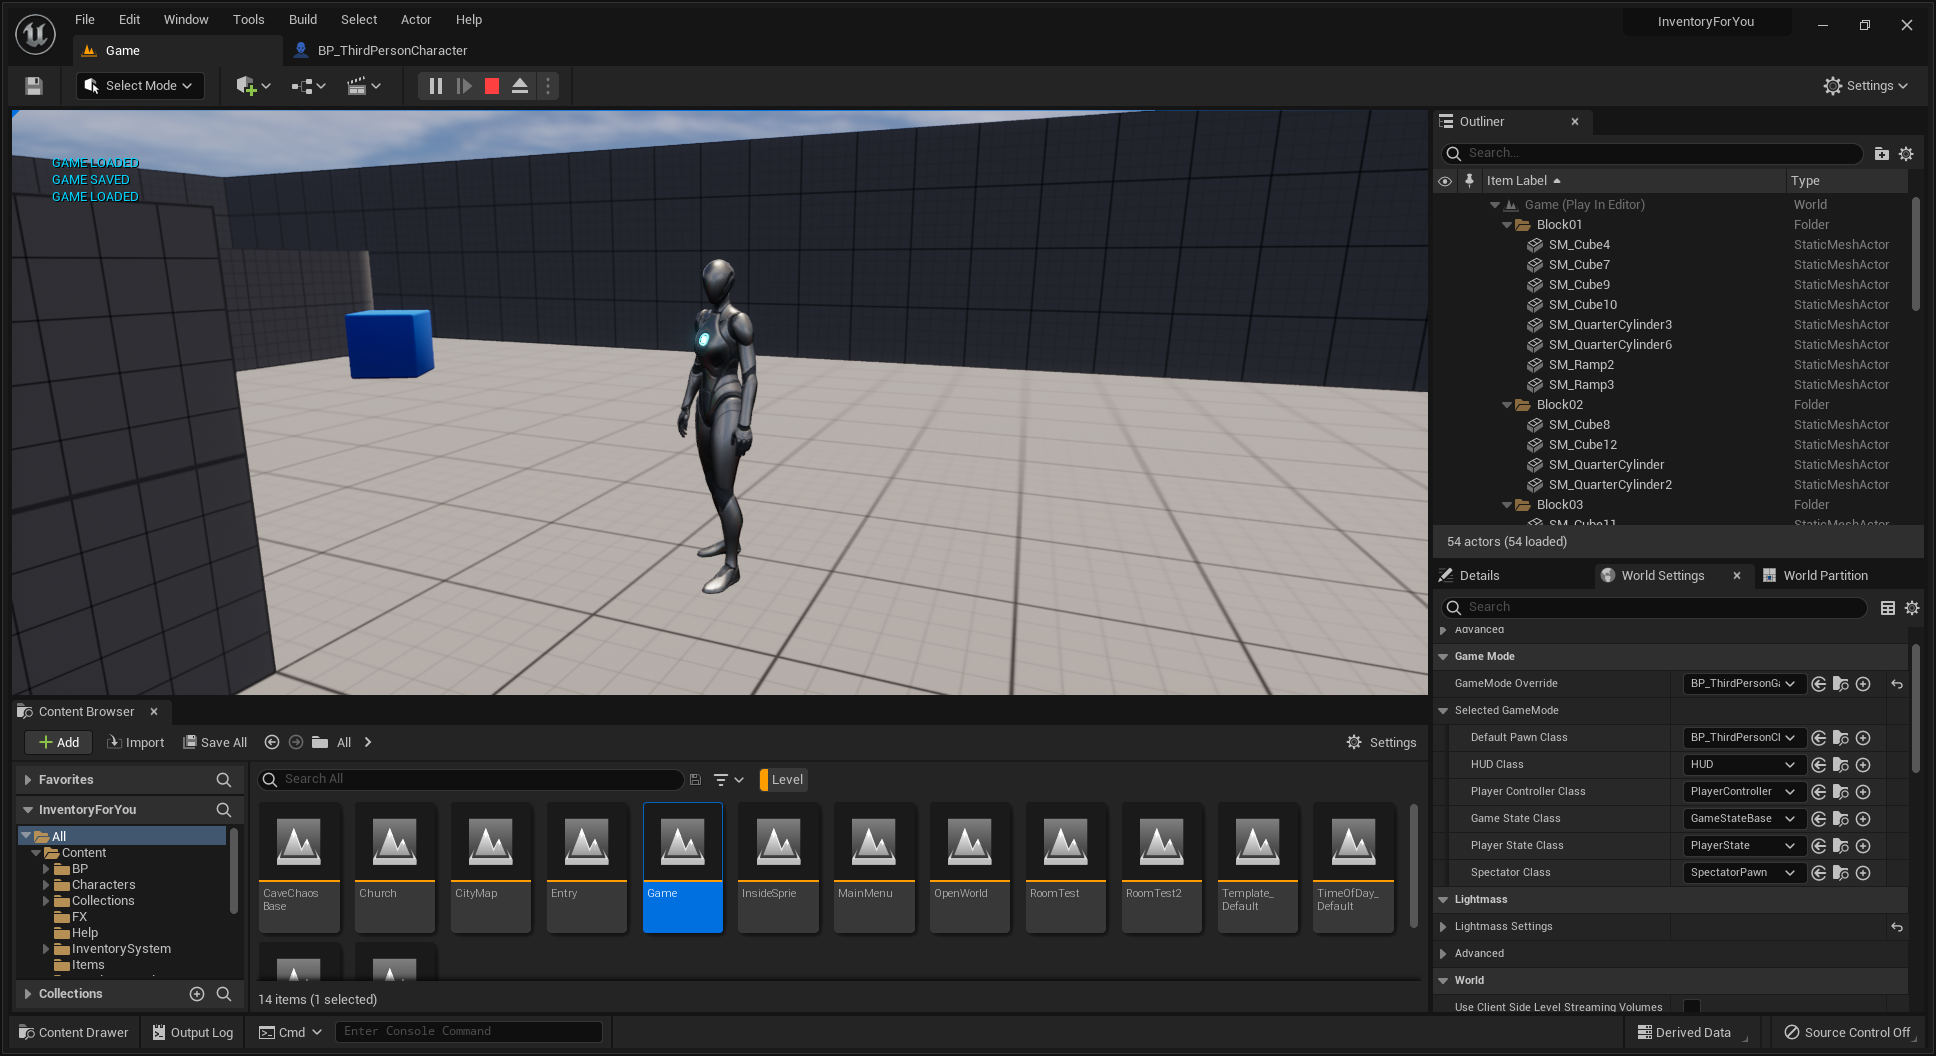 File Edit Window Tools Build Select Actor Help
InventoryForYou
Game
BP_ThirdPersonCharacter
Select Mode
Settings
GAME LOADED
GAME SAVED
GAME LOADED
Outliner
Search...
Item Label Type
Game (Play In Editor) World
Block01 Folder
SM_Cube4 StaticMeshActor
SM_Cube7 StaticMeshActor
SM_Cube9 StaticMeshActor
SM_Cube10 StaticMeshActor
SM_QuarterCylinder3 StaticMeshActor
SM_QuarterCylinder6 StaticMeshActor
SM_Ramp2 StaticMeshActor
SM_Ramp3 StaticMeshActor
Block02 Folder
SM_Cube8 StaticMeshActor
SM_Cube12 StaticMeshActor
SM_QuarterCylinder StaticMeshActor
SM_QuarterCylinder2 StaticMeshActor
Block03 Folder
SM_Cube11 StaticMeshActor
54 actors (54 loaded)
Details
World Settings
World Partition
Search
Advanced
Game Mode
GameMode Override BP_ThirdPersonGa
Selected GameMode
Default Pawn Class BP_ThirdPersonCl
HUD Class HUD
Player Controller Class PlayerController
Game State Class GameStateBase
Player State Class PlayerState
Spectator Class SpectatorPawn
Lightmass
Lightmass Settings
Advanced
World
Use Client Side Level Streaming Volumes
Content Browser
Add Import Save All All Settings
Favorites
InventoryForYou
All
Content
BP
Characters
Collections
FX
Help
InventorySystem
Items
Collections
Search All
Level
CaveChaos
Base
Church
CityMap
Entry
Game
InsideSprie
MainMenu
OpenWorld
RoomTest
RoomTest2
Template_
Default
TimeOfDay_
Default
14 items (1 selected)
Content Drawer Output Log Cmd Enter Console Command Derived Data Source Control Off